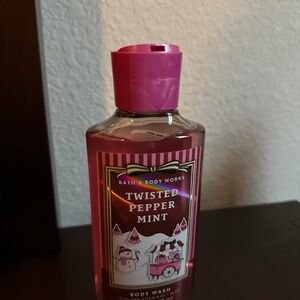 BATH & BODY WORKS
TWISTED
PEPPER
MINT
BODY WASH